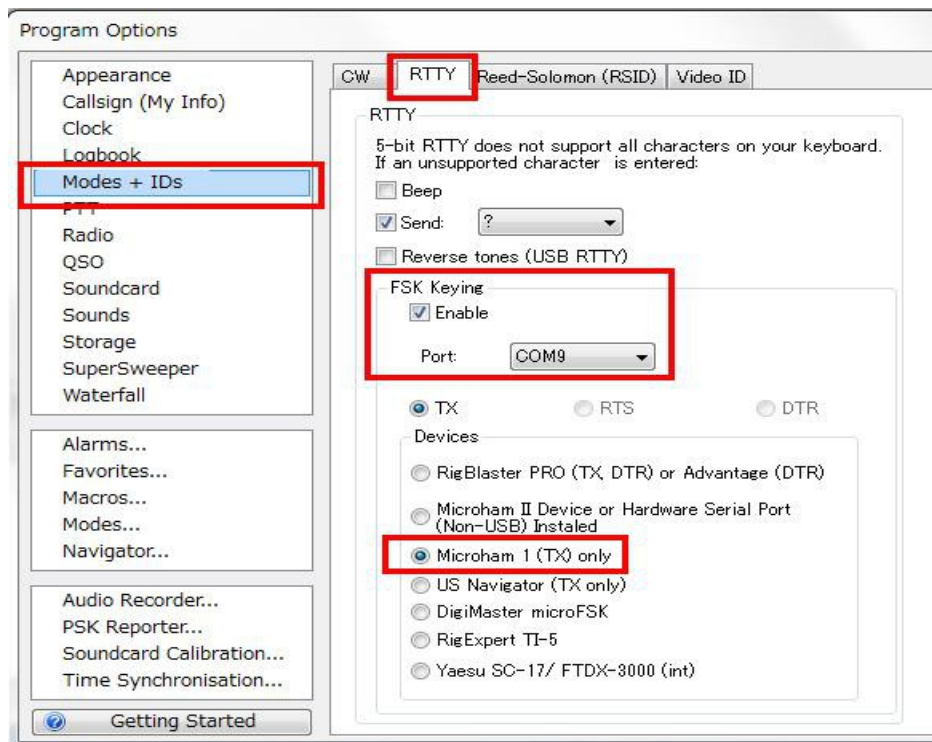 Program Options
Appearance
Callsign (My Info)
Clock
Logbook
Modes + IDs
PTT
Radio
QSO
Soundcard
Sounds
Storage
SuperSweeper
Waterfall
Alarms...
Favorites...
Macros...
Modes...
Navigator...
Audio Recorder...
PSK Reporter...
Soundcard Calibration...
Time Synchronisation...
Getting Started
CW RTTY Reed-Solomon (RSID) Video ID
RTTY
5-bit RTTY does not support all characters on your keyboard.
If an unsupported character is entered:
Beep
Send: ?
Reverse tones (USB RTTY)
FSK Keying
Enable
Port: COM9
TX RTS DTR
Devices
RigBlaster PRO (TX, DTR) or Advantage (DTR)
Microham II Device or Hardware Serial Port
(Non-USB) Instaled
Microham 1 (TX) only
US Navigator (TX only)
DigiMaster microFSK
RigExpert TI-5
Yaesu SC-17/ FTDX-3000 (int)